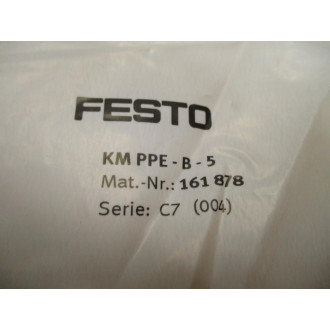 FESTO
KM PPE-B-5
Mat.-Nr.: 161 878
Serie: C7 (004)